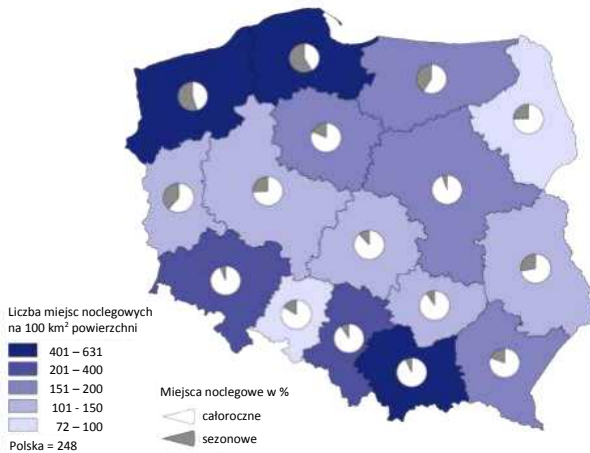 Liczba miejsc noclegowych
na 100 km² powierzchni
401 – 631
201 – 400
151 – 200
101 - 150
72 – 100
Polska = 248
Miejsca noclegowe w %
całoroczne
sezonowe